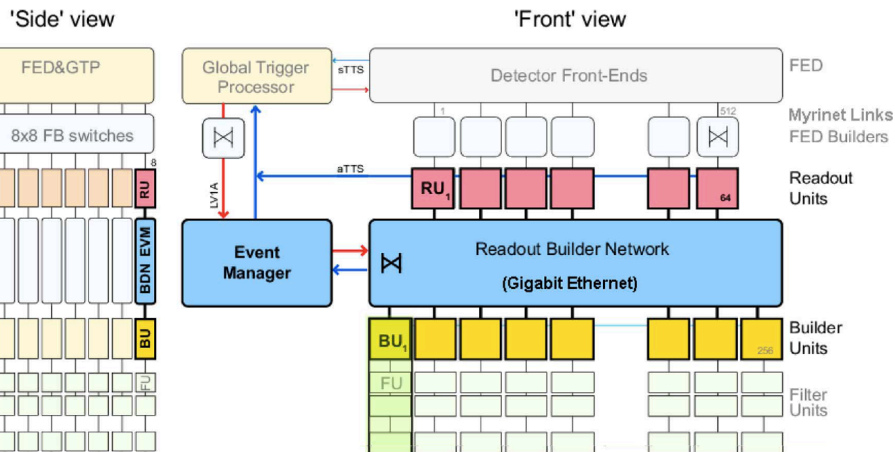 'Side' view
'Front' view
FED&GTP
Global Trigger
Processor
sTTS
Detector Front-Ends
FED
8x8 FB switches
1
512
Myrinet Links
FED Builders
8
RU
LV1A
aTTS
RU1
64
Readout
Units
BDN EVM
Event
Manager
Readout Builder Network
(Gigabit Ethernet)
BU
BU1
256
Builder
Units
FU
FU
Filter
Units